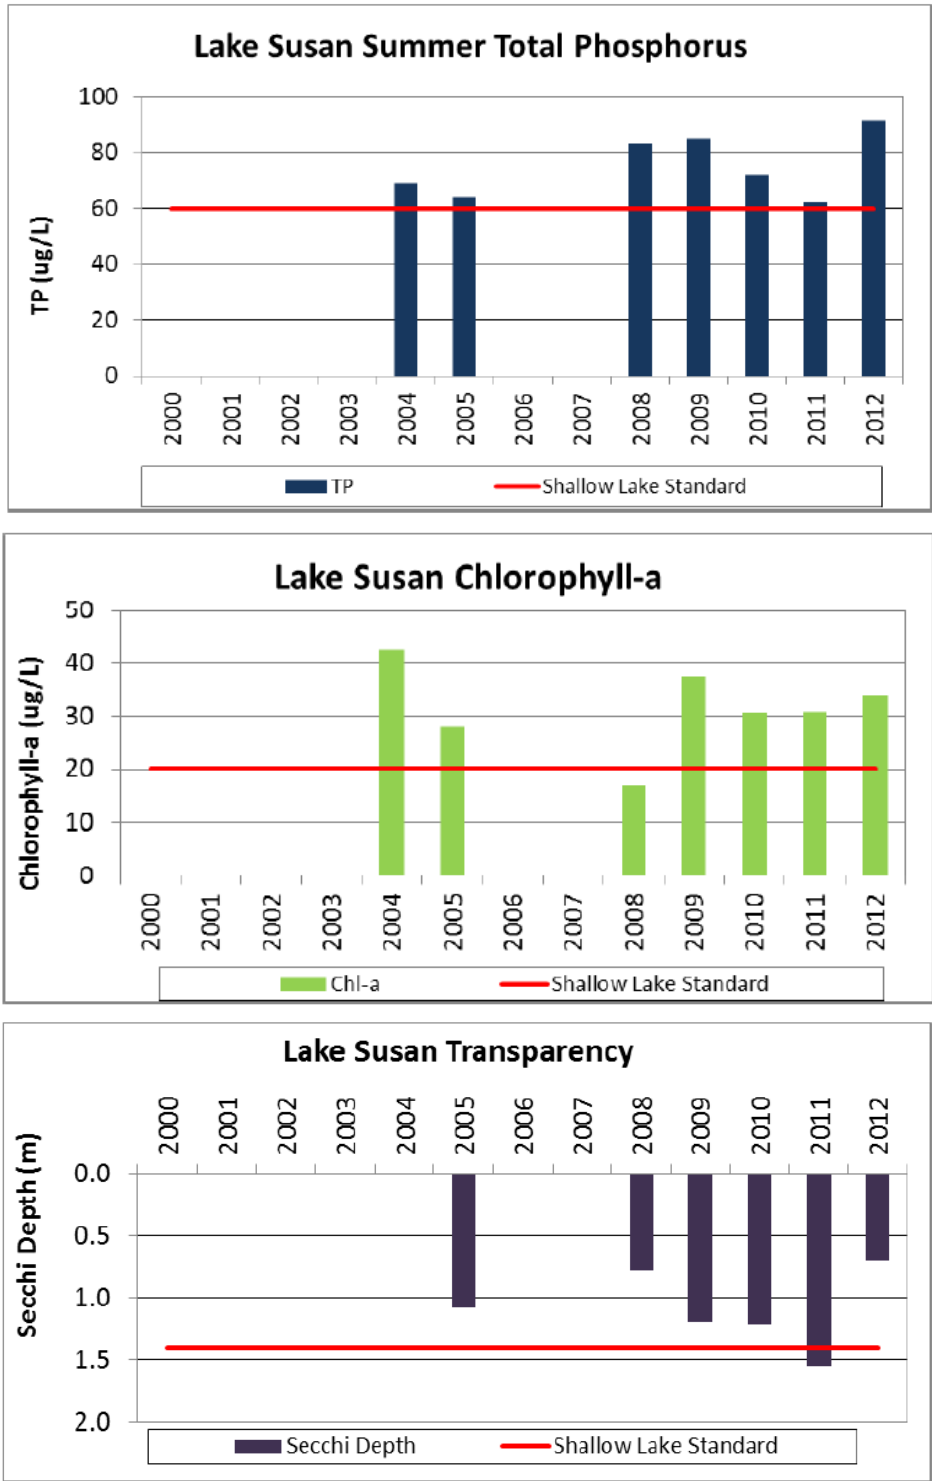 Lake Susan Summer Total Phosphorus
TP (ug/L)
100
80
60
40
20
0
2000 2001 2002 2003 2004 2005 2006 2007 2008 2009 2010 2011 2012
TP Shallow Lake Standard
Lake Susan Chlorophyll-a
Chlorophyll-a (ug/L)
50
40
30
20
10
0
2000 2001 2002 2003 2004 2005 2006 2007 2008 2009 2010 2011 2012
Chl-a Shallow Lake Standard
Lake Susan Transparency
2000 2001 2002 2003 2004 2005 2006 2007 2008 2009 2010 2011 2012
Secchi Depth (m)
0.0
0.5
1.0
1.5
2.0
Secchi Depth Shallow Lake Standard